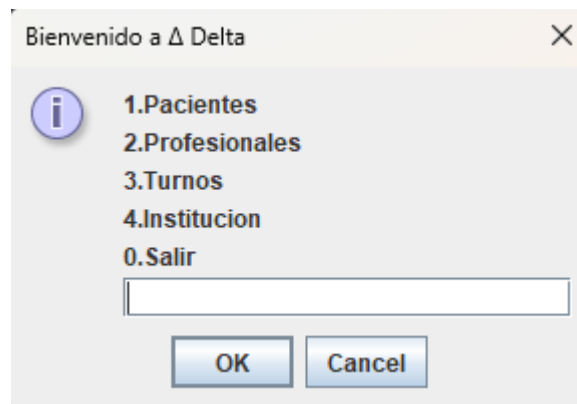 Bienvenido a Δ Delta
1.Pacientes
2.Profesionales
3.Turnos
4.Institucion
0.Salir
OK Cancel